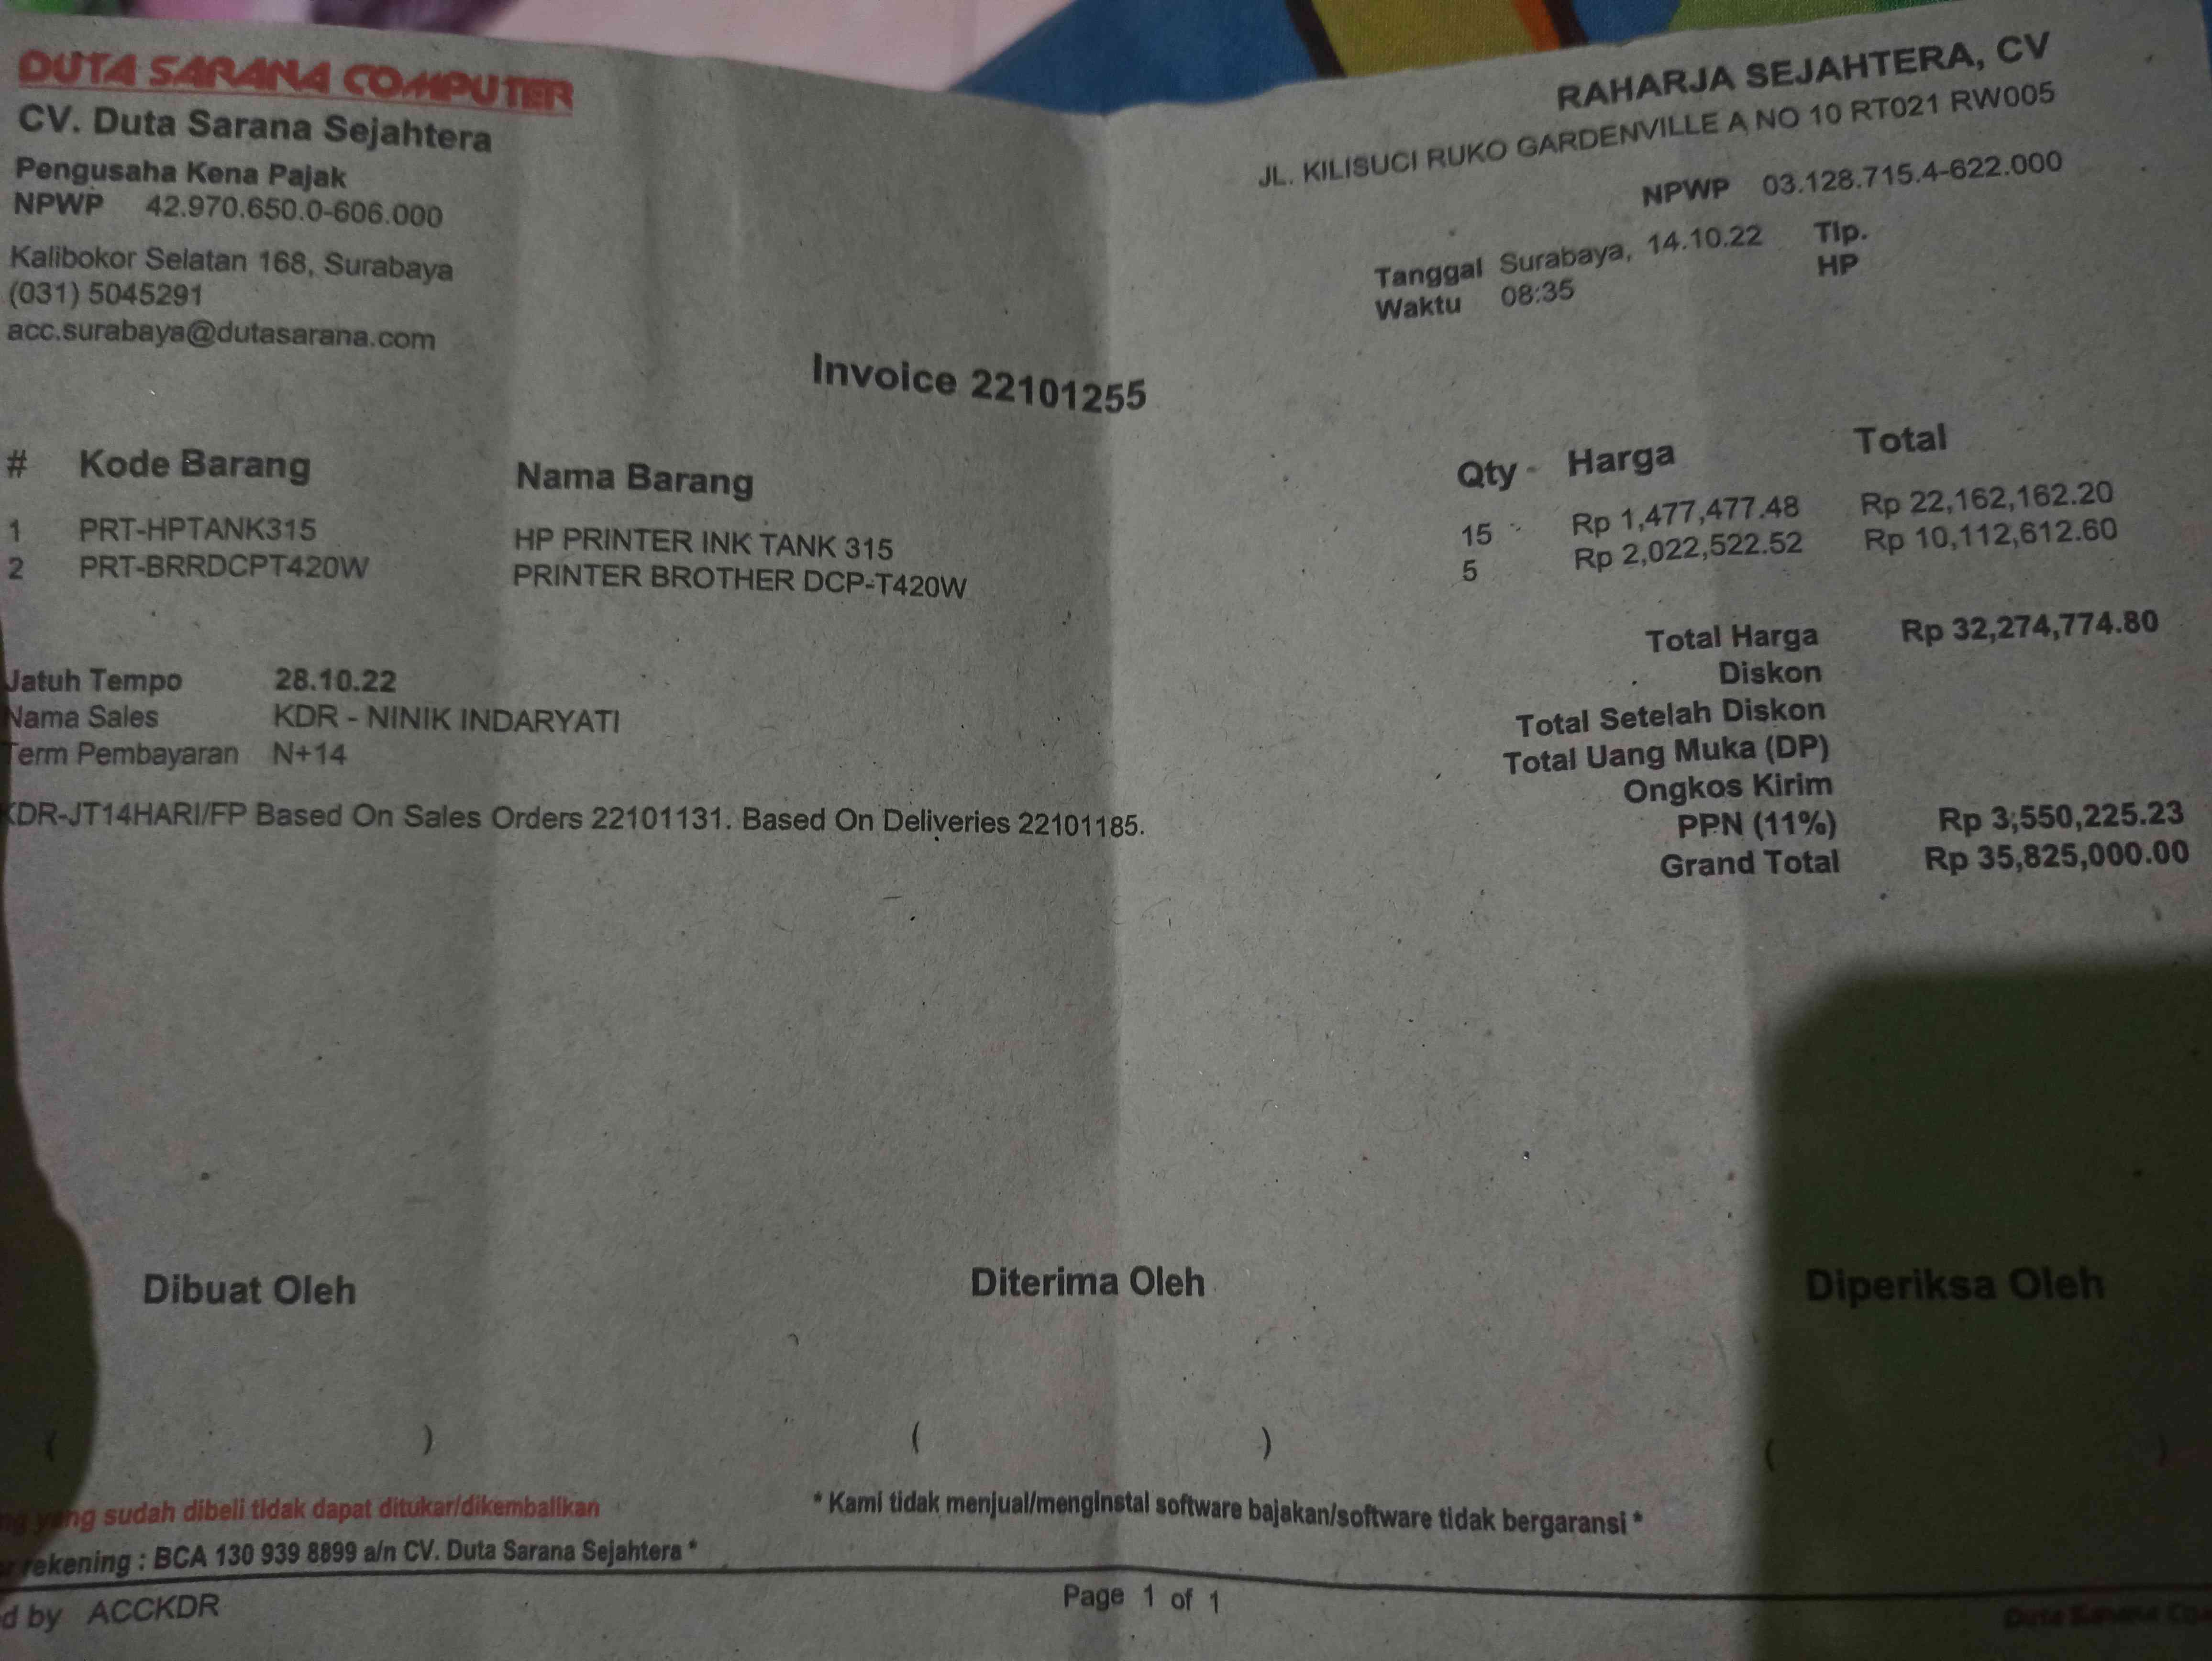 DUTA SARANA COMPUTER
CV. Duta Sarana Sejahtera
Pengusaha Kena Pajak
NPWP 42.970.650.0-606.000
Kalibokor Selatan 168, Surabaya
(031) 5045291
acc.surabaya@dutasarana.com
RAHARJA SEJAHTERA, CV
JL. KILISUCI RUKO GARDENVILLE A NO 10 RT021 RW005
NPWP 03.128.715.4-622.000
Tanggal Surabaya, 14.10.22 Tlp.
Waktu 08:35 HP
Invoice 22101255
# Kode Barang Nama Barang Qty Harga Total
1 PRT-HPTANK315 HP PRINTER INK TANK 315 15 Rp 1,477,477.48 Rp 22,162,162.20
2 PRT-BRRDCPT420W PRINTER BROTHER DCP-T420W 5 Rp 2,022,522.52 Rp 10,112,612.60
Total Harga Rp 32,274,774.80
Diskon
Total Setelah Diskon
Total Uang Muka (DP)
Ongkos Kirim
PPN (11%) Rp 3,550,225.23
Grand Total Rp 35,825,000.00
Jatuh Tempo 28.10.22
Nama Sales KDR - NINIK INDARYATI
Term Pembayaran N+14
KDR-JT14HARI/FP Based On Sales Orders 22101131. Based On Deliveries 22101185.
Dibuat Oleh Diterima Oleh Diperiksa Oleh
( ) ( ) ( )
yang sudah dibeli tidak dapat ditukar/dikembalikan
* Kami tidak menjual/menginstal software bajakan/software tidak bergaransi *
rekening : BCA 130 939 8899 a/n CV. Duta Sarana Sejahtera *
by ACCKDR
Page 1 of 1
Duta Sarana Co